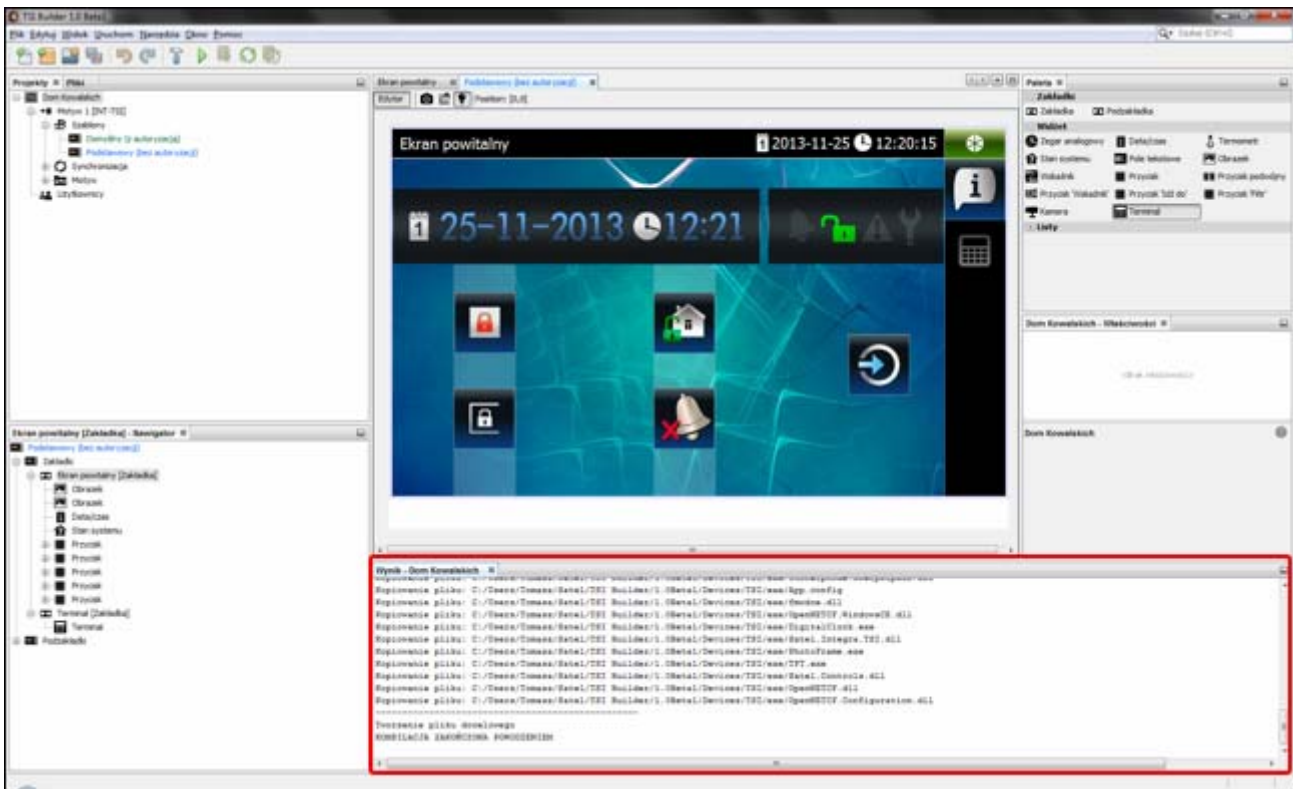 TSI Builder 1.0 Beta1
Plik Edytuj Widok Uruchom Narzędzia Okno Pomoc
Projekty Pliki
Dom Kowalskich
Motyw 1 [INT-TSI]
Szablony
Domyślny (z autoryzacją)
Podstawowy (bez autoryzacji)
Synchronizacja
Motyw
Użytkownicy
Ekran powitalny Podstawowy (bez autoryzacji)
Edytor Position: [0,0]
Ekran powitalny 2013-11-25 12:20:15
25-11-2013 12:21
Paleta
Zakładki
Zakładka Podzakładka
Widżet
Zegar analogowy Data/czas Termometr
Stan systemu Pole tekstowe Obrazek
Wskaźnik Przycisk Przycisk podwójny
Przycisk 'Wskaźnik' Przycisk 'Idź do'
Kamera Terminal
Listy
Dom Kowalskich - Właściwości
Dom Kowalskich
Ekran powitalny [Zakładka] - Nawigator
Podstawowy (bez autoryzacji)
Zakładki
Ekran powitalny [Zakładka]
Obrazek
Obrazek
Data/czas
Stan systemu
Przycisk
Przycisk
Przycisk
Przycisk
Przycisk
Terminal [Zakładka]
Terminal
Podzakładki
Wynik - Dom Kowalskich
Kopiowanie pliku: C:/Users/Tomasz/Satel/TSI Builder/1.0Beta1/Devices/TSI/exe/App.config
Kopiowanie pliku: C:/Users/Tomasz/Satel/TSI Builder/1.0Beta1/Devices/TSI/exe/
Kopiowanie pliku: C:/Users/Tomasz/Satel/TSI Builder/1.0Beta1/Devices/TSI/exe/OpenNETCF.WindowsCE.dll
Kopiowanie pliku: C:/Users/Tomasz/Satel/TSI Builder/1.0Beta1/Devices/TSI/exe/DigitalClock.exe
Kopiowanie pliku: C:/Users/Tomasz/Satel/TSI Builder/1.0Beta1/Devices/TSI/exe/Satel.Integra.TSI.dll
Kopiowanie pliku: C:/Users/Tomasz/Satel/TSI Builder/1.0Beta1/Devices/TSI/exe/PhotoFrame.exe
Kopiowanie pliku: C:/Users/Tomasz/Satel/TSI Builder/1.0Beta1/Devices/TSI/exe/TPI.exe
Kopiowanie pliku: C:/Users/Tomasz/Satel/TSI Builder/1.0Beta1/Devices/TSI/exe/Satel.Controls.dll
Kopiowanie pliku: C:/Users/Tomasz/Satel/TSI Builder/1.0Beta1/Devices/TSI/exe/OpenNETCF.dll
Kopiowanie pliku: C:/Users/Tomasz/Satel/TSI Builder/1.0Beta1/Devices/TSI/exe/OpenNETCF.Configuration.dll
Tworzenie pliku docelowego
KOMPILACJA ZAKOŃCZONA POWODZENIEM